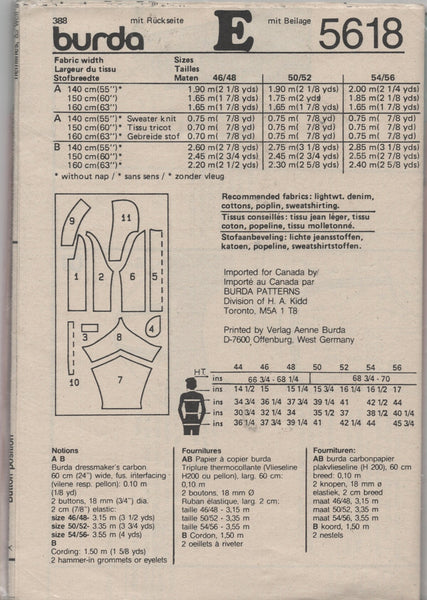 388
mit Rückseite
mit Beilage
burda E 5618
Fabric width Sizes
Largeur du tissu Tailles
Stofbreedte Maten 46/48 50/52 54/56
A 140 cm(55")* 1.90 m(2 1/8 yds) 1.90 m(2 1/8 yds) 2.00 m(2 1/4 yds)
150 cm(60")* 1.65 m(1 7/8 yds) 1.75 m(2 yds) 1.85 m(2 1/8 yds)
160 cm(63") 1.65 m(1 7/8 yds) 1.65 m(1 7/8 yds) 1.65 m(1 7/8 yds)
A 140 cm(55")* Sweater knit 0.75 m( 7/8 yd) 0.75 m( 7/8 yd) 0.75 m( 7/8 yd)
150 cm(60")* Tissu tricot 0.70 m( 7/8 yd) 0.75 m( 7/8 yd) 0.75 m( 7/8 yd)
160 cm(63")* Gebreide stof 0.70 m( 7/8 yd) 0.70 m( 7/8 yd) 0.70 m( 7/8 yd)
B 140 cm(55")* 2.60 m(2 7/8 yds) 2.75 m(3 1/8 yds) 2.85 m(3 1/8 yds)
150 cm(60")* 2.45 m(2 3/4 yds) 2.45 m(2 3/4 yds) 2.55 m(2 7/8 yds)
160 cm(63")* 2.20 m(2 1/2 yds) 2.30 m(2 5/8 yds) 2.40 m(2 5/8 yds)
* without nap / * sans sens / * zonder vleug
Recommended fabrics: lightwt. denim,
cottons, poplin, sweatshirting.
Tissus conseillés: tissu jean léger, tissu
coton, popeline, tissu molletonné.
Stofaanbeveling: lichte jeansstoffen,
katoen, popeline, sweatshirtstoffen.
9 11
1 2 6 5
3 4
8
10 7
Imported for Canada by
Importé au Canada par
BURDA PATTERNS
Division of H. A. Kidd
Toronto, M5A 1 T8
Printed by Verlag Aenne Burda
D-7600, Offenburg, West Germany
44 46 48 50 52 54 56
HT.
ins 66 3/4 - 68 1/4 68 3/4 - 70
ins 14 1/2 15 15 1/4 15 3/4 16 1/4 16 1/2 17
ins 34 3/4 36 1/4 37 3/4 39 1/4 41 42 1/2 44
ins 30 3/4 32 1/4 34 35 1/2 37 38 1/2 40 1/4
ins 36 1/4 37 3/4 39 1/4 41 42 1/2 44 45 3/4
Notions
A B
Burda dressmaker's carbon
60 cm (24") wide, fus. interfacing
(vilene resp. pellon): 0.10 m
(1/8 yd)
2 buttons, 18 mm (3/4") dia.
2 cm (7/8") elastic:
size 46/48- 3.15 m (3 1/2 yds)
size 50/52- 3.35 m (3 3/4 yds)
size 54/56- 3.55 m (4 yds)
B
Cording: 1.50 m (1 5/8 yds)
2 hammer-in grommets or eyelets
Fournitures
AB Papier à copier burda
Triplure thermocollante (Vlieseline
H200 ou pellon), larg. 60 cm:
0,10 m
2 boutons, 18 mm Ø
Ruban élastique, larg. 2 cm:
taille 46/48 - 3,15 m
taille 50/52 - 3,35 m
taille 54/56 - 3,55 m
B Cordon, 1,50 m
2 oeillets à riveter
Fournituren:
AB burda carbonpapier
plakvlieseline (H 200), 60 cm
breed: 0,10 m
2 knopen, 18 mm ø
elastiek, 2 cm breed
maat 46/48, 3,15 m
maat 50/52, 3,35 m
maat 54/56, 3,55 m
B koord, 1,50 m
2 nestels
Button position